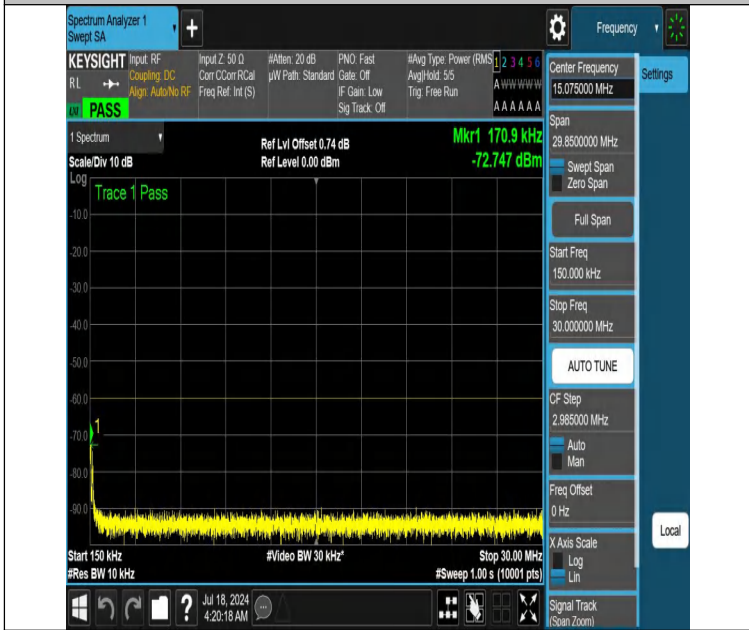 Spectrum Analyzer 1
Swept SA
+
Frequency
KEYSIGHT
RL
PASS
Input: RF
Coupling: DC
Align: Auto/No RF
Input Z: 50 Ω
Corr CCorr RCal
Freq Ref: Int (S)
#Atten: 20 dB
µW Path: Standard
PNO: Fast
Gate: Off
IF Gain: Low
Sig Track: Off
#Avg Type: Power (RMS
Avg|Hold: 5/5
Trig: Free Run
1 2 3 4 5 6
A W W W W W
A A A A A A
1 Spectrum
Scale/Div 10 dB
Ref Lvl Offset 0.74 dB
Ref Level 0.00 dBm
Mkr1 170.9 kHz
-72.747 dBm
Log
Trace 1 Pass
-10.0
-20.0
-30.0
-40.0
-50.0
-60.0
1
-70.0
-80.0
-90.0
Start 150 kHz
#Video BW 30 kHz*
Stop 30.00 MHz
#Res BW 10 kHz
#Sweep 1.00 s (10001 pts)
Center Frequency
15.075000 MHz
Settings
Span
29.8500000 MHz
Swept Span
Zero Span
Full Span
Start Freq
150.000 kHz
Stop Freq
30.000000 MHz
AUTO TUNE
CF Step
2.985000 MHz
Auto
Man
Freq Offset
0 Hz
Local
X Axis Scale
Log
Lin
Signal Track
(Span Zoom)
?
Jul 18, 2024
4:20:18 AM